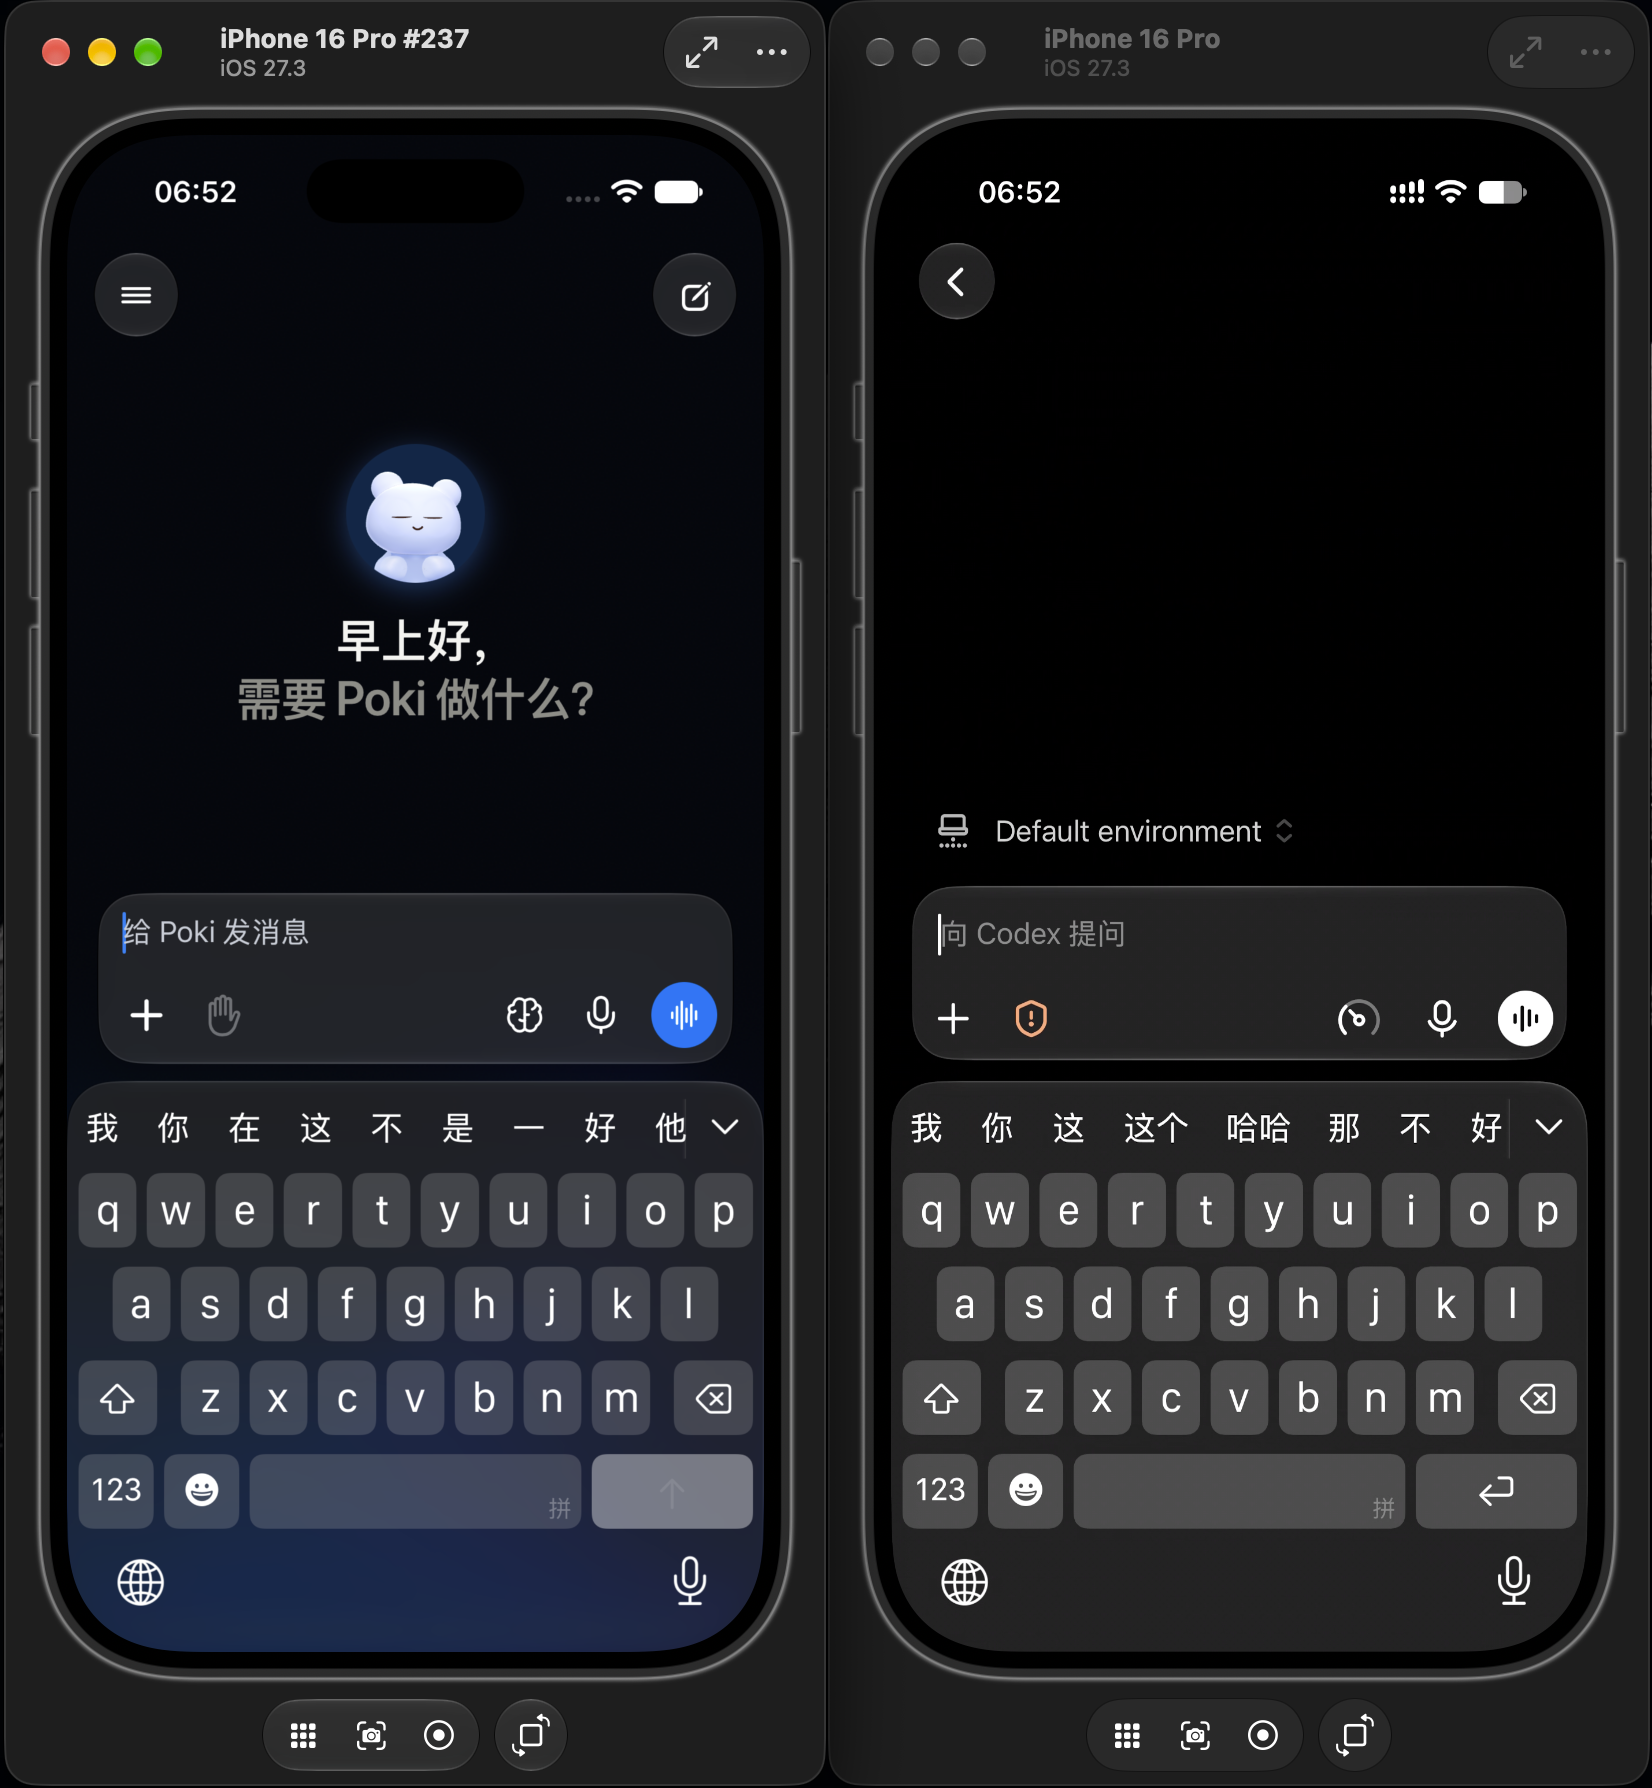 iPhone 16 Pro #237
iOS 27.3
06:52
早上好,
需要 Poki 做什么?
给 Poki 发消息
我 你 在 这 不 是 一 好 他
q w e r t y u i o p
a s d f g h j k l
z x c v b n m
123
拼
iPhone 16 Pro
iOS 27.3
06:52
Default environment
向 Codex 提问
我 你 这 这个 哈哈 那 不 好
q w e r t y u i o p
a s d f g h j k l
z x c v b n m
123
拼